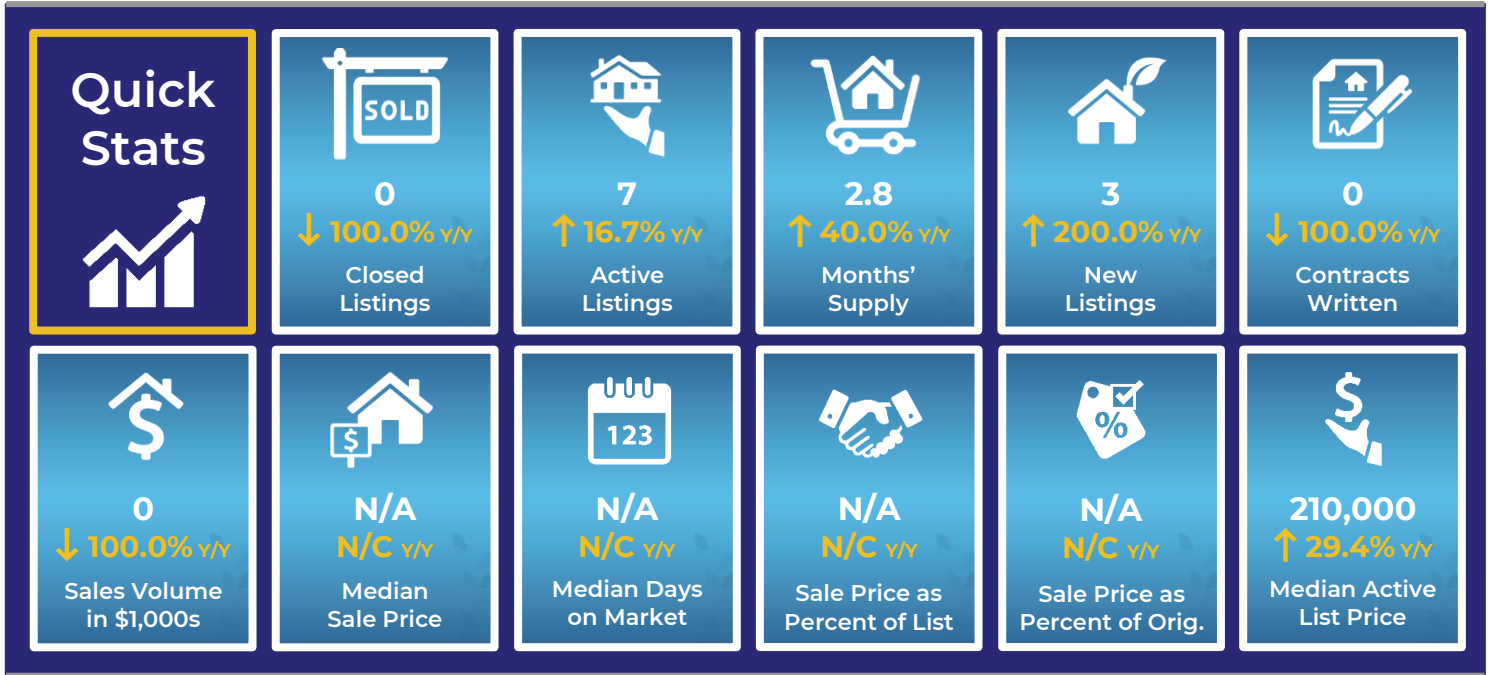 Quick
Stats
SOLD
0
↓ 100.0% Y/Y
Closed
Listings
7
↑ 16.7% Y/Y
Active
Listings
2.8
↑ 40.0% Y/Y
Months’
Supply
3
↑ 200.0% Y/Y
New
Listings
0
↓ 100.0% Y/Y
Contracts
Written
$
0
↓ 100.0% Y/Y
Sales Volume
in $1,000s
$
N/A
N/C Y/Y
Median
Sale Price
123
N/A
N/C Y/Y
Median Days
on Market
N/A
N/C Y/Y
Sale Price as
Percent of List
%
N/A
N/C Y/Y
Sale Price as
Percent of Orig.
$
210,000
↑ 29.4% Y/Y
Median Active
List Price